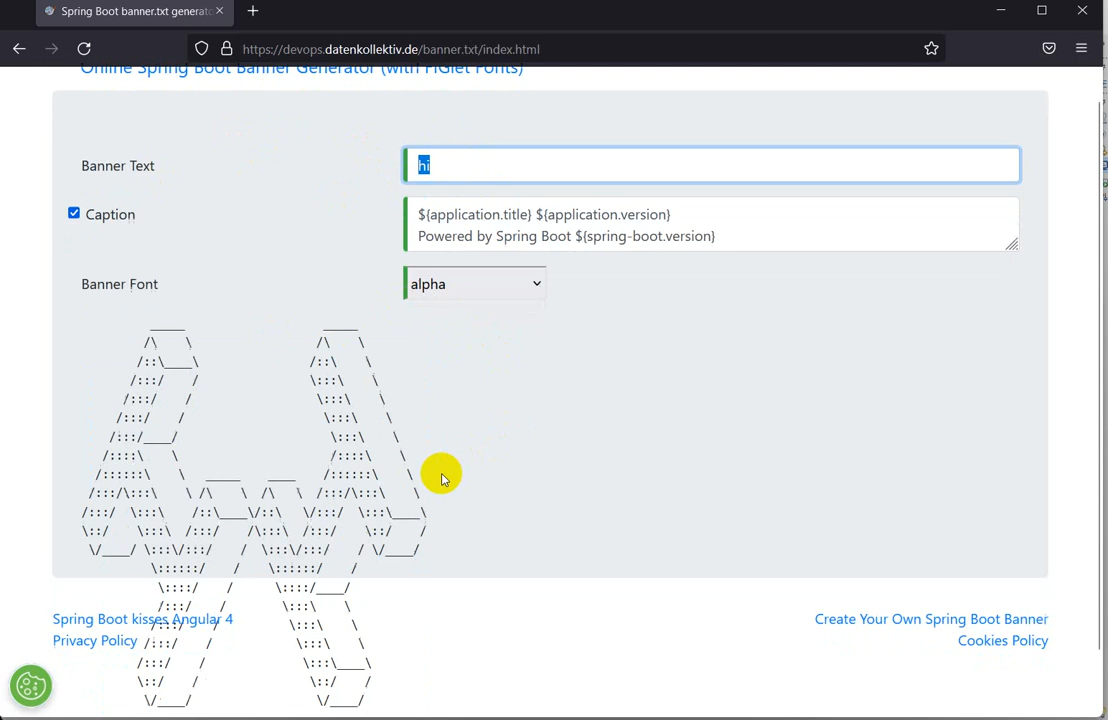 Spring Boot banner.txt generato
https://devops.datenkollektiv.de/banner.txt/index.html
Online Spring Boot Banner Generator (with FIGlet Fonts)
Banner Text
hi
Caption
${application.title} ${application.version}
Powered by Spring Boot ${spring-boot.version}
Banner Font
alpha
Spring Boot kisses Angular 4
Create Your Own Spring Boot Banner
Privacy Policy
Cookies Policy